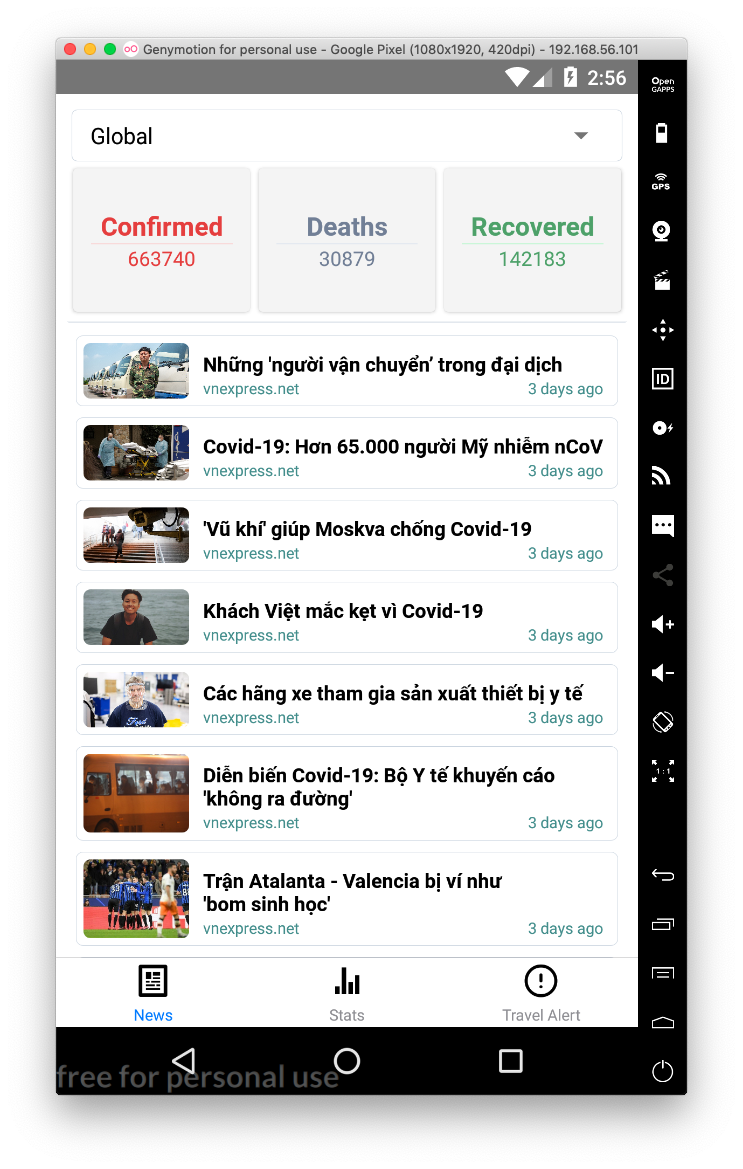 Genymotion for personal use - Google Pixel (1080x1920, 420dpi) - 192.168.56.101
2:56
Open
GAPPS
GPS
ID
1:1
Global
Confirmed
663740
Deaths
30879
Recovered
142183
Những 'người vận chuyển’ trong đại dịch
vnexpress.net
3 days ago
Covid-19: Hơn 65.000 người Mỹ nhiễm nCoV
vnexpress.net
3 days ago
'Vũ khí' giúp Moskva chống Covid-19
vnexpress.net
3 days ago
Khách Việt mắc kẹt vì Covid-19
vnexpress.net
3 days ago
Các hãng xe tham gia sản xuất thiết bị y tế
vnexpress.net
3 days ago
Diễn biến Covid-19: Bộ Y tế khuyến cáo
'không ra đường'
vnexpress.net
3 days ago
Trận Atalanta - Valencia bị ví như
'bom sinh học'
vnexpress.net
3 days ago
News
Stats
Travel Alert
free for personal use